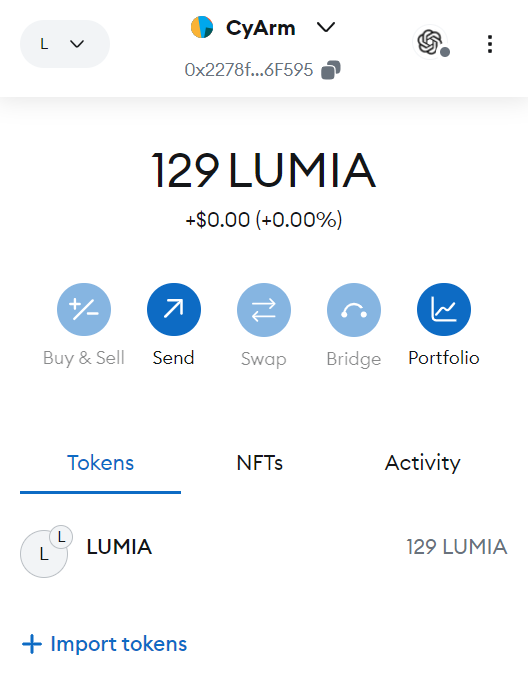 L
CyArm
0x2278f...6F595
129 LUMIA
+$0.00 (+0.00%)
Buy & Sell
Send
Swap
Bridge
Portfolio
Tokens
NFTs
Activity
L
L
LUMIA
129 LUMIA
+ Import tokens